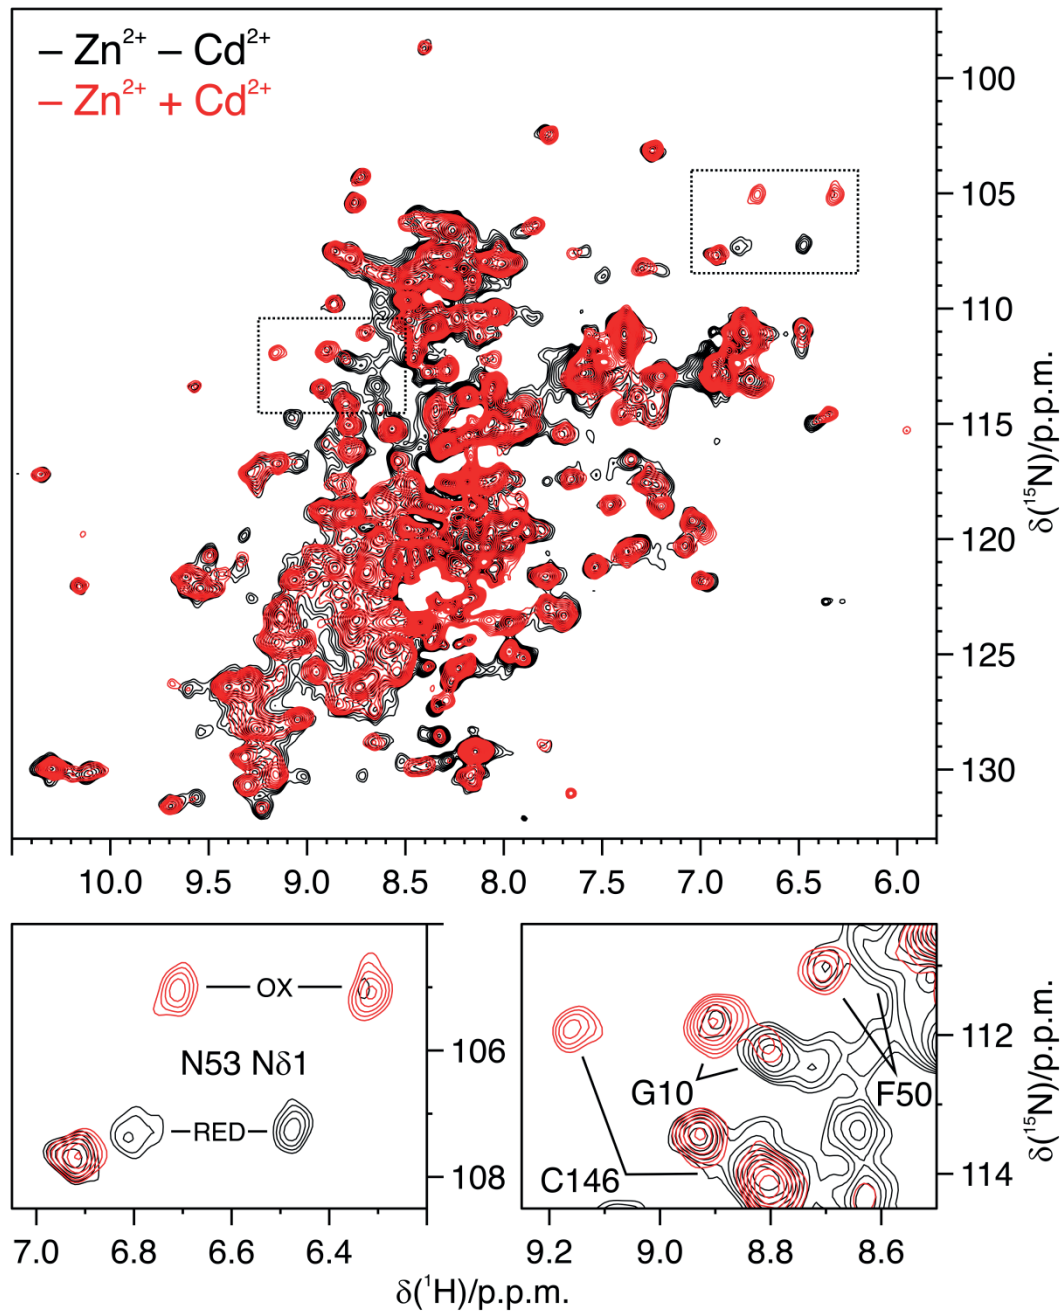 – Zn²⁺ – Cd²⁺
– Zn²⁺ + Cd²⁺
100
105
110
115
120
125
130
δ(¹⁵N)/p.p.m.
10.0 9.5 9.0 8.5 8.0 7.5 7.0 6.5 6.0
OX
N53 Nδ1
RED
106
108
7.0 6.8 6.6 6.4
G10
F50
C146
112
114
δ(¹⁵N)/p.p.m.
9.2 9.0 8.8 8.6
δ(¹H)/p.p.m.